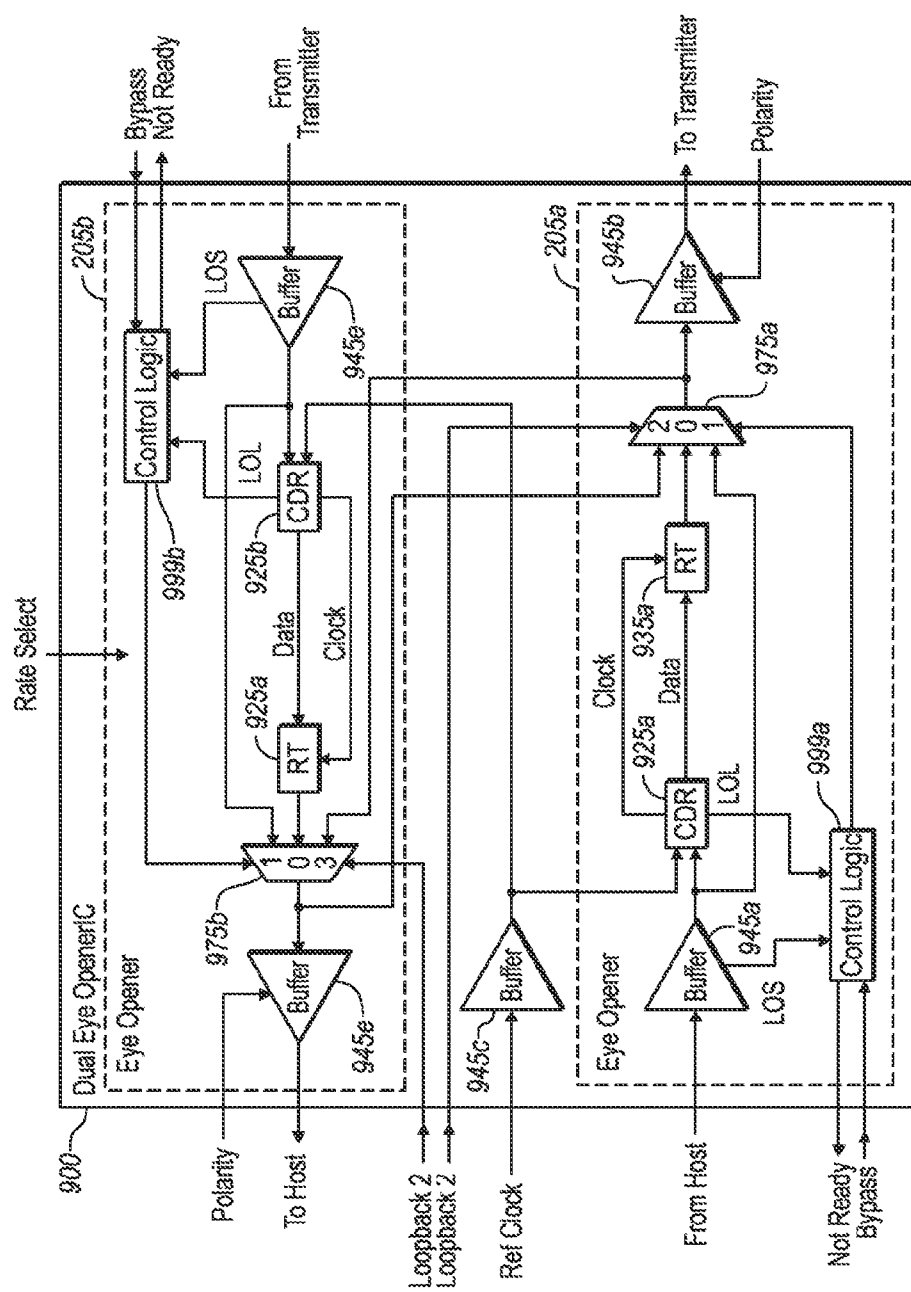 900
Dual Eye OpenerIC
Eye Opener
205b
Rate Select
Polarity
To Host
Buffer
945e
975b
1
0
3
RT
925a
Data
Clock
CDR
925b
LOL
Control Logic
999b
LOS
Buffer
945e
Bypass
Not Ready
From
Transmitter
Loopback 2
Loopback 2
Ref Clock
Buffer
945c
Eye Opener
205a
From Host
Buffer
945a
LOS
CDR
925a
LOL
Clock
Data
RT
935a
2
0
1
975a
Buffer
945b
To Transmitter
Polarity
Control Logic
999a
Not Ready
Bypass